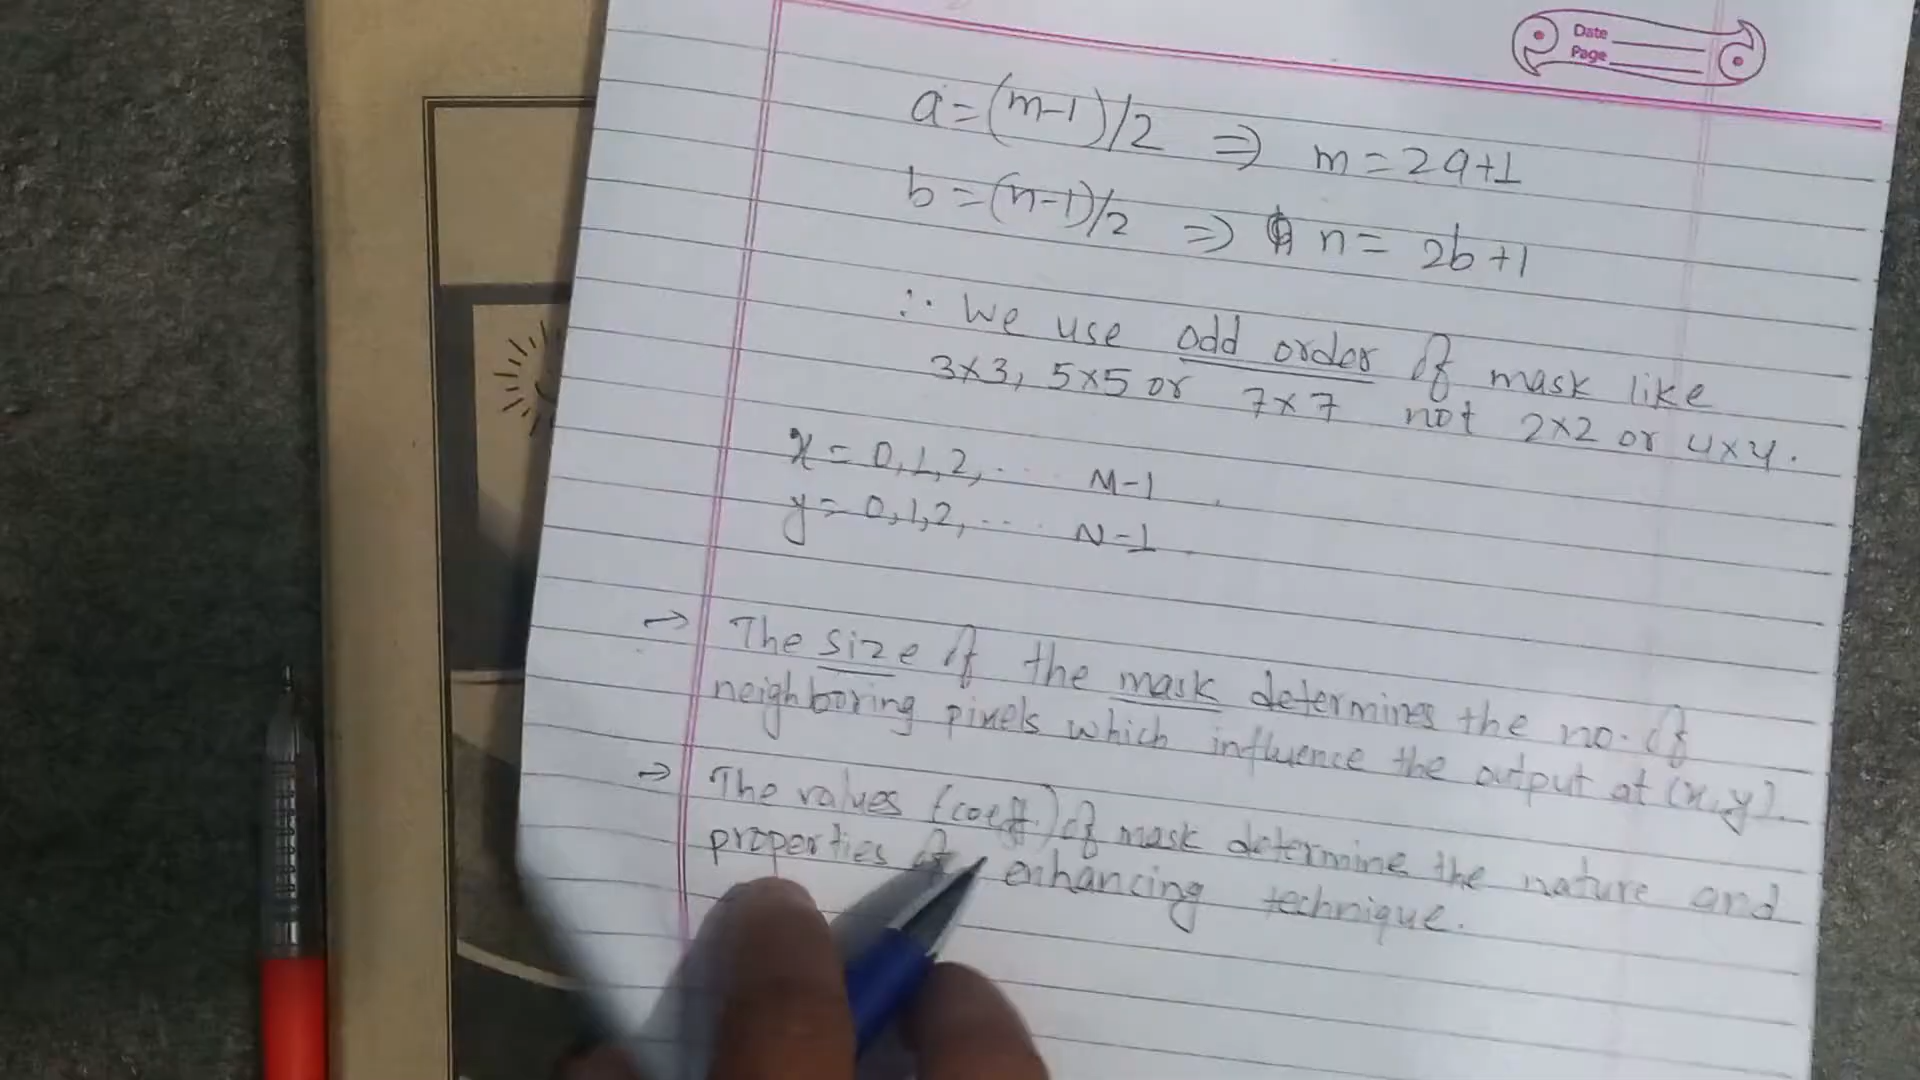 Date
Page
a=(m-1)/2 ⇒ m=2a+1
b=(n-1)/2 ⇒ n= 2b+1
∴ We use odd order of mask like
3×3, 5×5 or 7×7 not 2×2 or 4×4.
x = 0,1,2,... M-1
y = 0,1,2,... N-1
→ The size of the mask determines the no. of
neighboring pixels which influence the output at (x,y).
→ The values (coeff.) of mask determine the nature and
properties of enhancing technique.